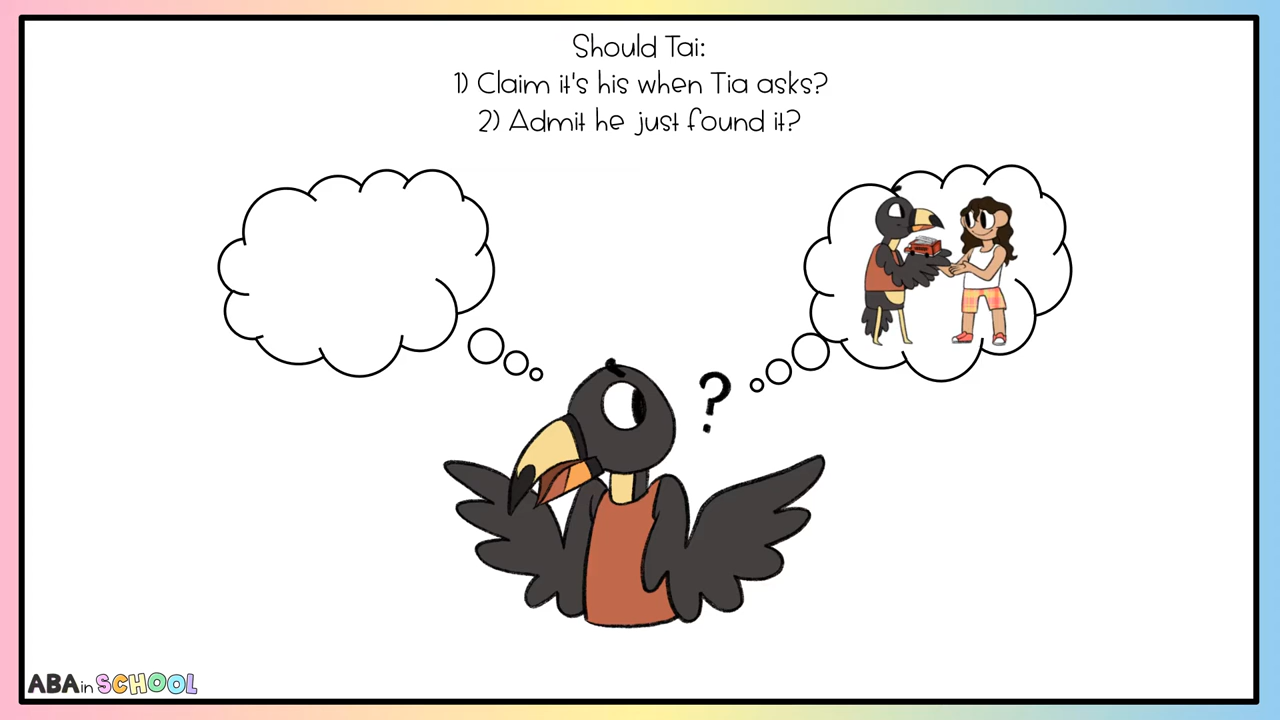 Should Tai:
1) Claim it's his when Tia asks?
2) Admit he just found it?
?
ABA in SCHOOL